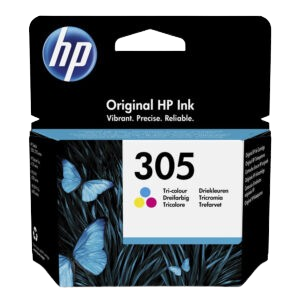 hp
Original HP Ink
Vibrant. Precise. Reliable.
305
Tri-colour Driekleuren
Dreifarbig Tricromia
Tricolore Trefarvet